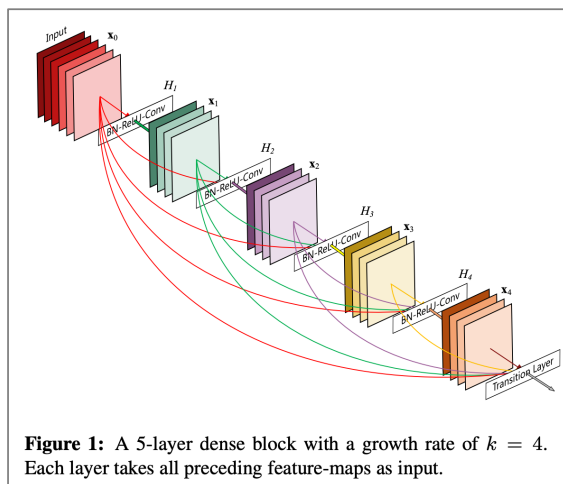 Input
x₀
H₁
BN-ReLU-Conv
x₁
H₂
BN-ReLU-Conv
x₂
H₃
BN-ReLU-Conv
x₃
H₄
BN-ReLU-Conv
x₄
Transition Layer
Figure 1: A 5-layer dense block with a growth rate of k = 4.
Each layer takes all preceding feature-maps as input.